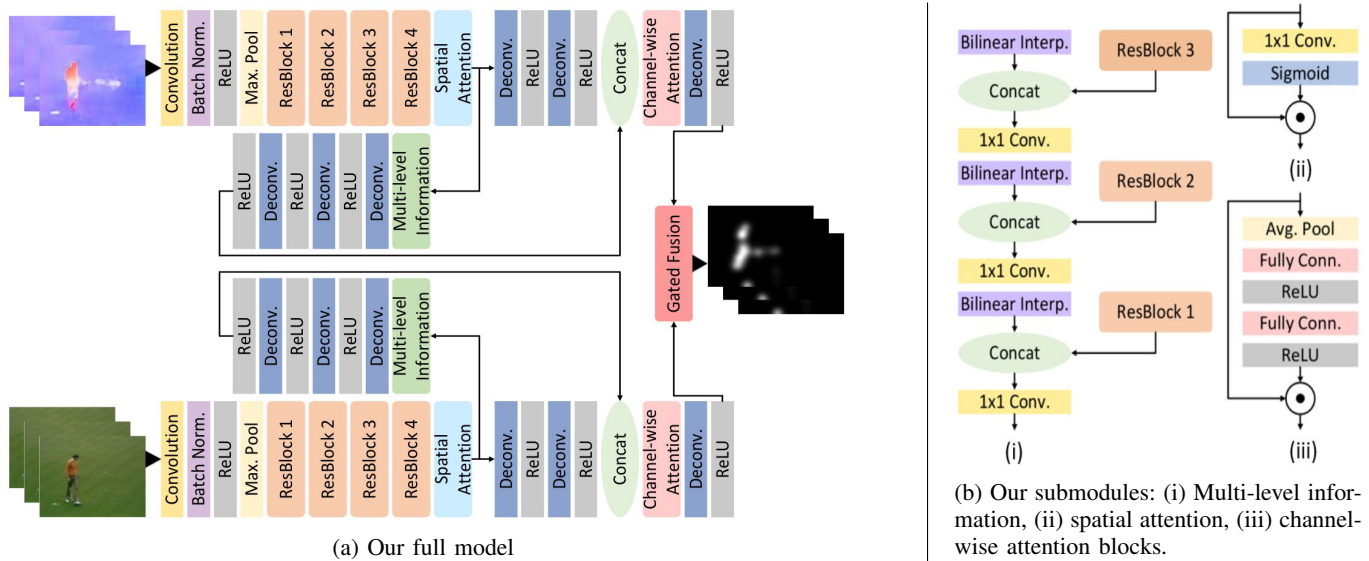 Convolution
Batch Norm.
ReLU
Max. Pool
ResBlock 1
ResBlock 2
ResBlock 3
ResBlock 4
Spatial
Attention
Deconv.
ReLU
Deconv.
ReLU
Concat
Channel-wise
Attention
Deconv.
ReLU
ReLU
Deconv.
ReLU
Deconv.
ReLU
Deconv.
Multi-level
Information
Gated Fusion
ReLU
Deconv.
ReLU
Deconv.
ReLU
Deconv.
Multi-level
Information
Convolution
Batch Norm.
ReLU
Max. Pool
ResBlock 1
ResBlock 2
ResBlock 3
ResBlock 4
Spatial
Attention
Deconv.
ReLU
Deconv.
ReLU
Concat
Channel-wise
Attention
Deconv.
ReLU
(a) Our full model
Bilinear Interp.
ResBlock 3
Concat
1x1 Conv.
Bilinear Interp.
ResBlock 2
Concat
1x1 Conv.
Bilinear Interp.
ResBlock 1
Concat
1x1 Conv.
(i)
1x1 Conv.
Sigmoid
(ii)
Avg. Pool
Fully Conn.
ReLU
Fully Conn.
ReLU
(iii)
(b) Our submodules: (i) Multi-level infor-
mation, (ii) spatial attention, (iii) channel-
wise attention blocks.